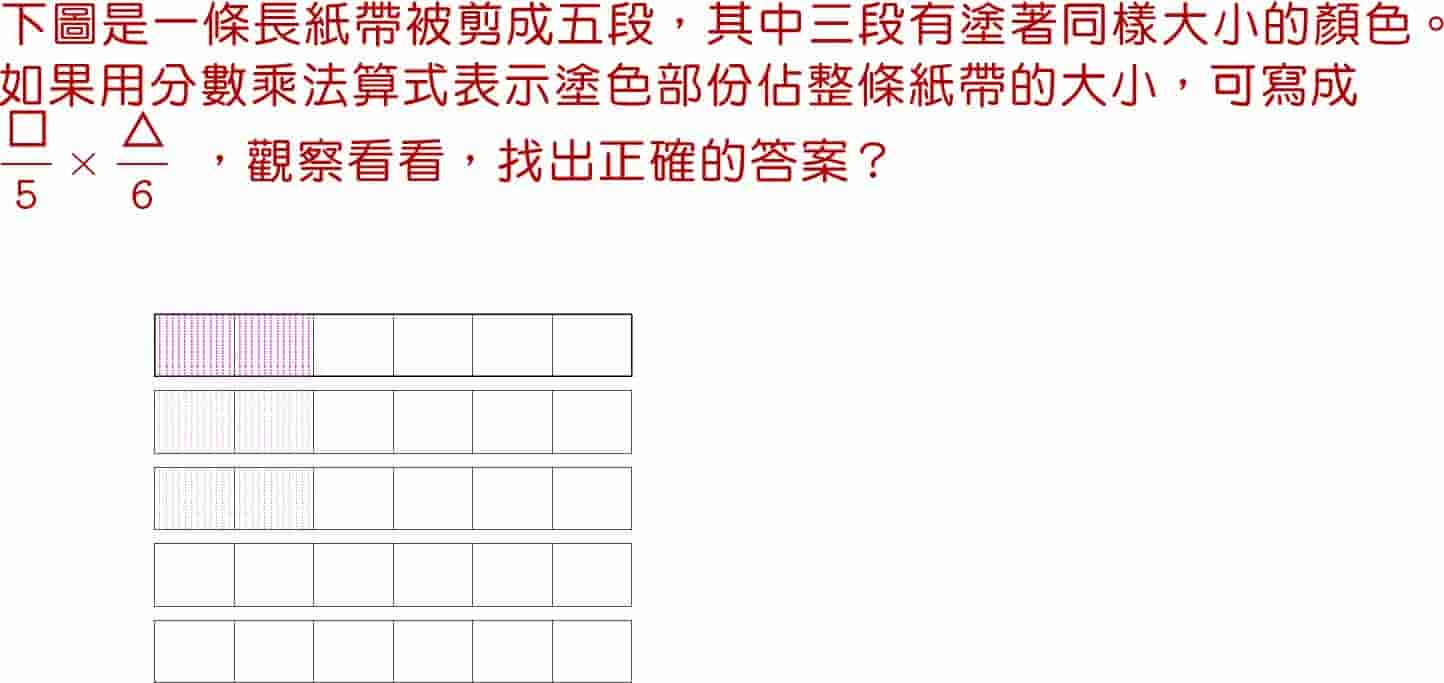 下圖是一條長紙帶被剪成五段，其中三段有塗著同樣大小的顏色。
如果用分數乘法算式表示塗色部份佔整條紙帶的大小，可寫成
□/5 × △/6 ，觀察看看，找出正確的答案？